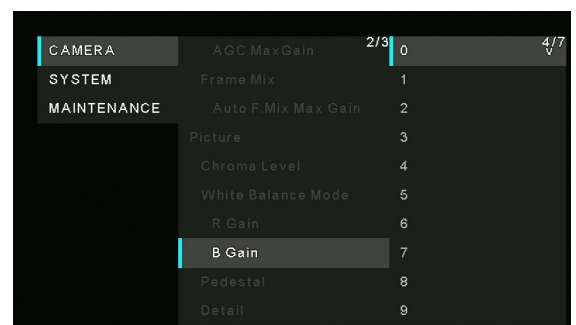 CAMERA
SYSTEM
MAINTENANCE
2/3
AGC MaxGain
Frame Mix
Auto F.Mix Max Gain
Picture
Chroma Level
White Balance Mode
R Gain
B Gain
Pedestal
Detail
4/7
0
1
2
3
4
5
6
7
8
9